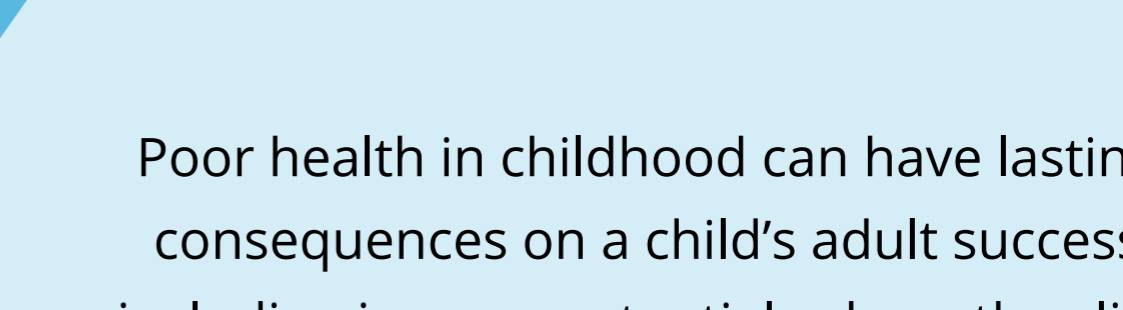 Poor health in childhood can have lastin
consequences on a child’s adult success